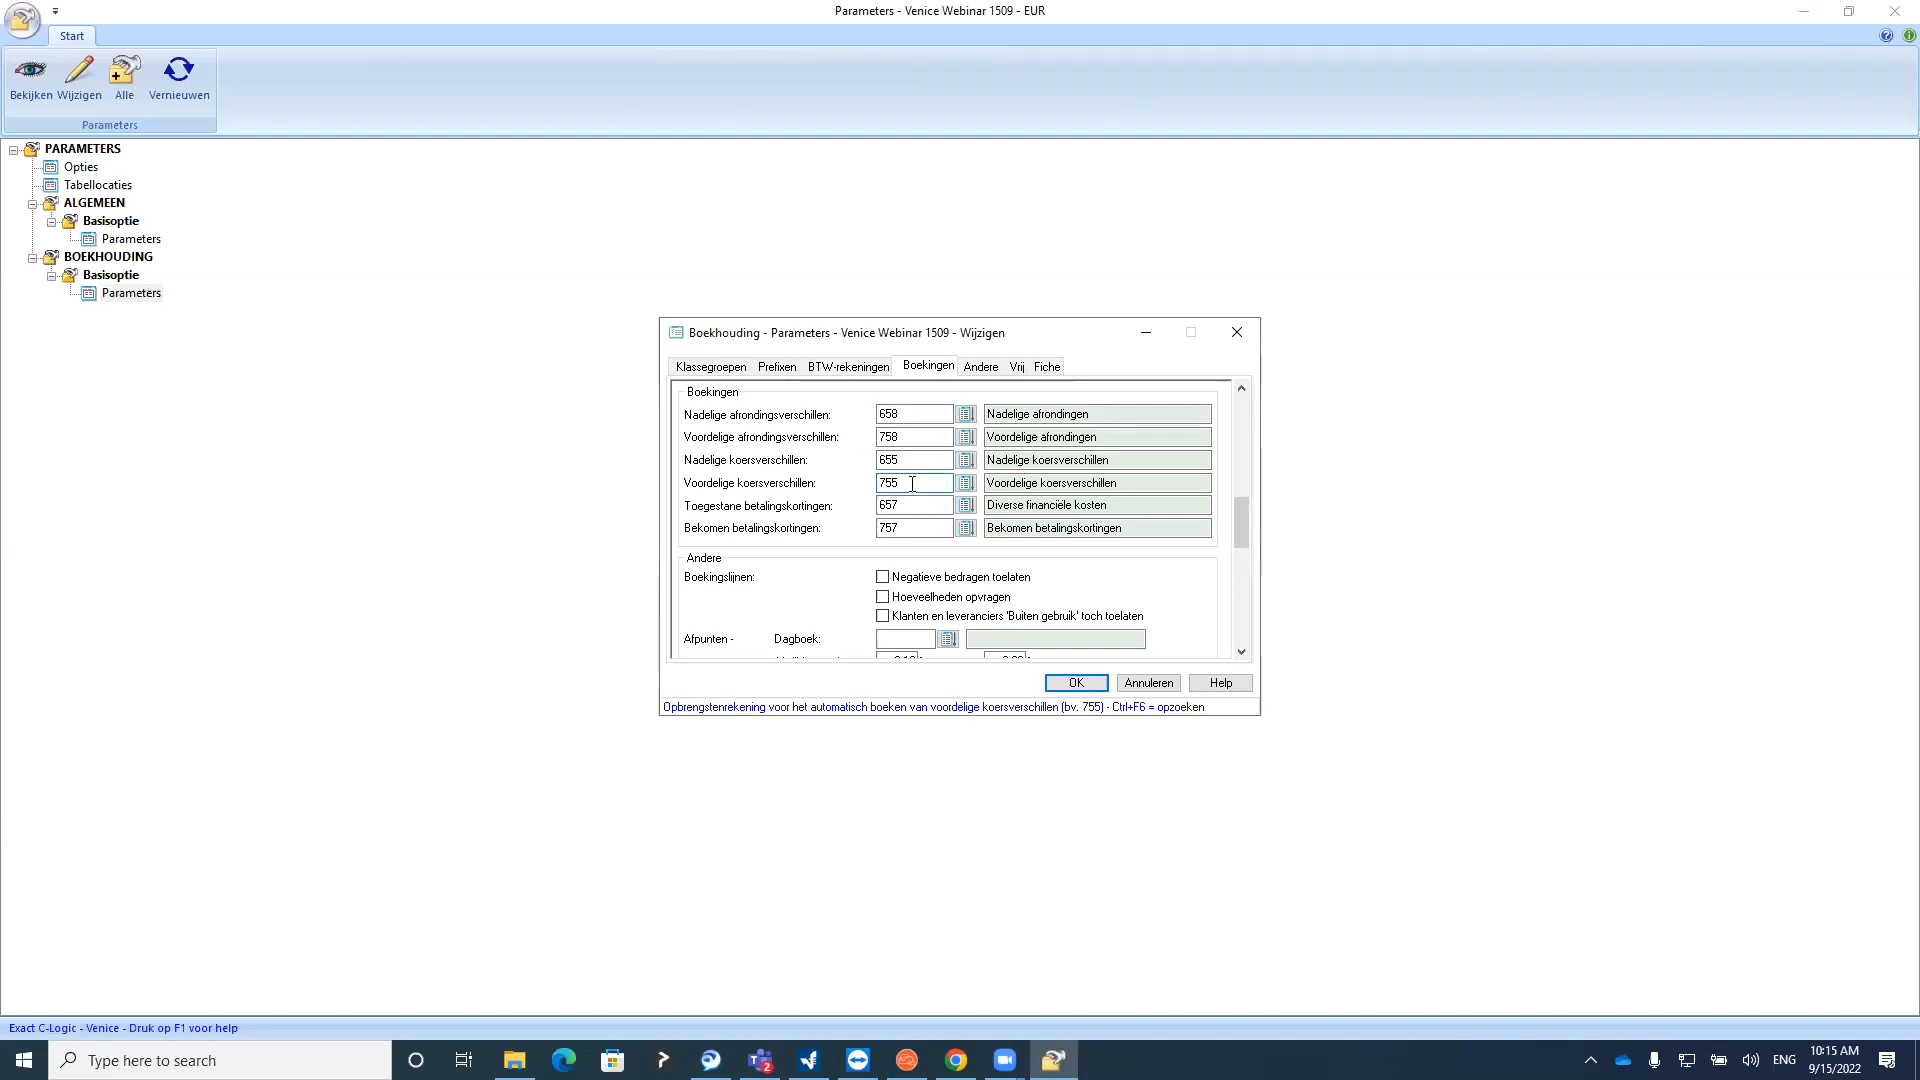 Parameters - Venice Webinar 1509 - EUR
Start
Bekijken Wijzigen Alle Vernieuwen
Parameters
PARAMETERS
Opties
Tabellocaties
ALGEMEEN
Basisoptie
Parameters
BOEKHOUDING
Basisoptie
Parameters
Boekhouding - Parameters - Venice Webinar 1509 - Wijzigen
Klassegroepen Prefixen BTW-rekeningen Boekingen Andere Vrij Fiche
Boekingen
Nadelige afrondingsverschillen: 658 Nadelige afrondingen
Voordelige afrondingsverschillen: 758 Voordelige afrondingen
Nadelige koersverschillen: 655 Nadelige koersverschillen
Voordelige koersverschillen: 755 Voordelige koersverschillen
Toegestane betalingskortingen: 657 Diverse financiële kosten
Bekomen betalingskortingen: 757 Bekomen betalingskortingen
Andere
Boekingslijnen: Negatieve bedragen toelaten
Hoeveelheden opvragen
Klanten en leveranciers 'Buiten gebruik' toch toelaten
Afpunten - Dagboek:
OK Annuleren Help
Opbrengstenrekening voor het automatisch boeken van voordelige koersverschillen (bv. 755) - Ctrl+F6 = opzoeken
Exact C-Logic - Venice - Druk op F1 voor help
Type here to search
2
ENG
10:15 AM
9/15/2022